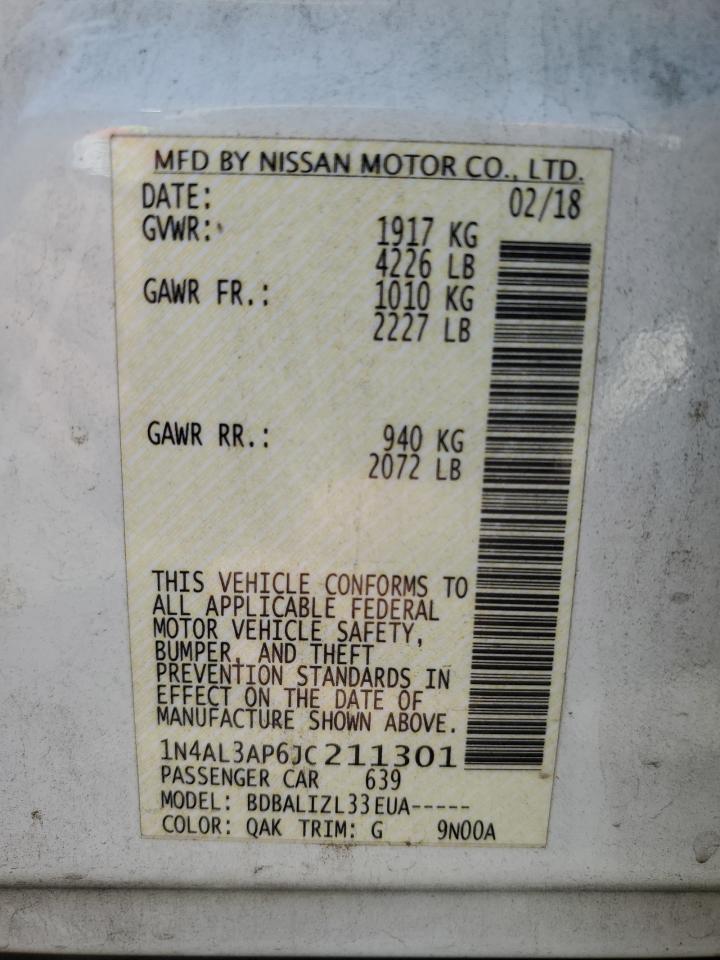 MFD BY NISSAN MOTOR CO., LTD.
DATE: 02/18
GVWR: 1917 KG
4226 LB
GAWR FR.: 1010 KG
2227 LB
GAWR RR.: 940 KG
2072 LB
THIS VEHICLE CONFORMS TO
ALL APPLICABLE FEDERAL
MOTOR VEHICLE SAFETY,
BUMPER, AND THEFT
PREVENTION STANDARDS IN
EFFECT ON THE DATE OF
MANUFACTURE SHOWN ABOVE.
1N4AL3AP6JC211301
PASSENGER CAR 639
MODEL: BDBALIZL33EUA-----
COLOR: QAK TRIM: G 9N00A